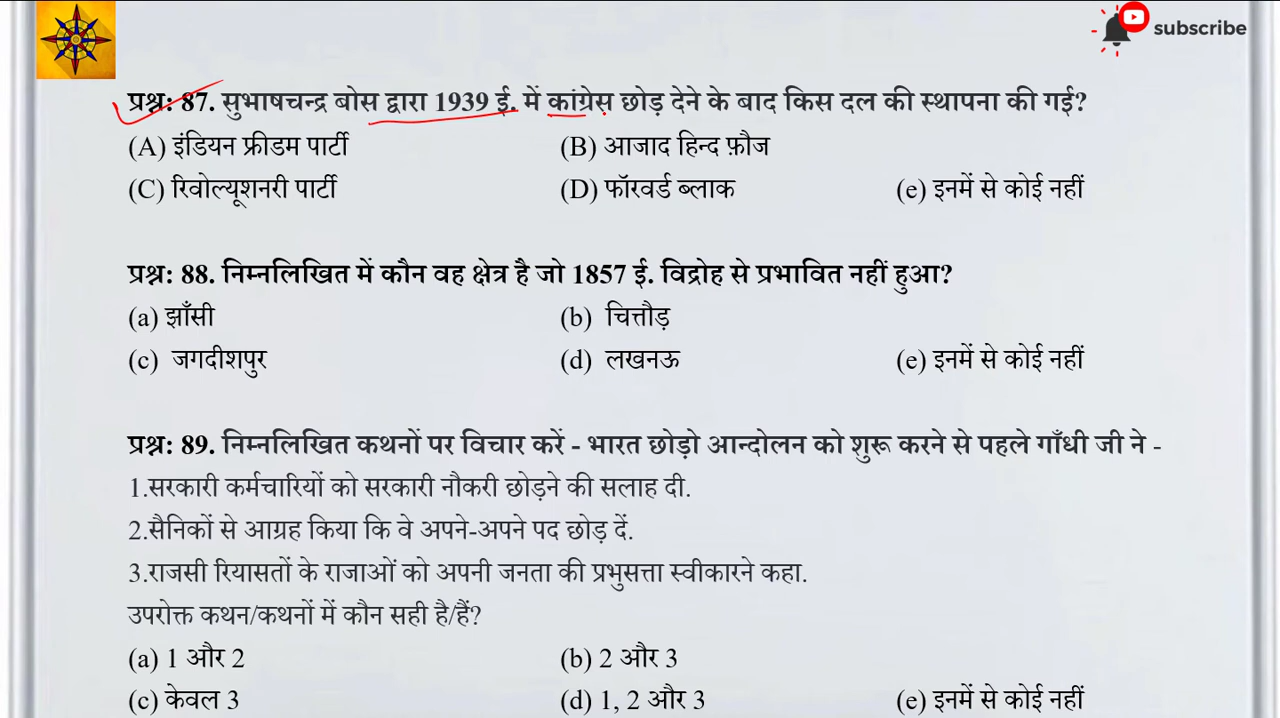 subscribe
प्रश्न: 87. सुभाषचन्द्र बोस द्वारा 1939 ई. में कांग्रेस छोड़ देने के बाद किस दल की स्थापना की गई?
(A) इंडियन फ्रीडम पार्टी (B) आजाद हिन्द फ़ौज
(C) रिवोल्यूशनरी पार्टी (D) फॉरवर्ड ब्लाक (e) इनमें से कोई नहीं
प्रश्न: 88. निम्नलिखित में कौन वह क्षेत्र है जो 1857 ई. विद्रोह से प्रभावित नहीं हुआ?
(a) झाँसी (b) चित्तौड़
(c) जगदीशपुर (d) लखनऊ (e) इनमें से कोई नहीं
प्रश्न: 89. निम्नलिखित कथनों पर विचार करें - भारत छोड़ो आन्दोलन को शुरू करने से पहले गाँधी जी ने -
1.सरकारी कर्मचारियों को सरकारी नौकरी छोड़ने की सलाह दी.
2.सैनिकों से आग्रह किया कि वे अपने-अपने पद छोड़ दें.
3.राजसी रियासतों के राजाओं को अपनी जनता की प्रभुसत्ता स्वीकारने कहा.
उपरोक्त कथन/कथनों में कौन सही है/हैं?
(a) 1 और 2 (b) 2 और 3
(c) केवल 3 (d) 1, 2 और 3 (e) इनमें से कोई नहीं